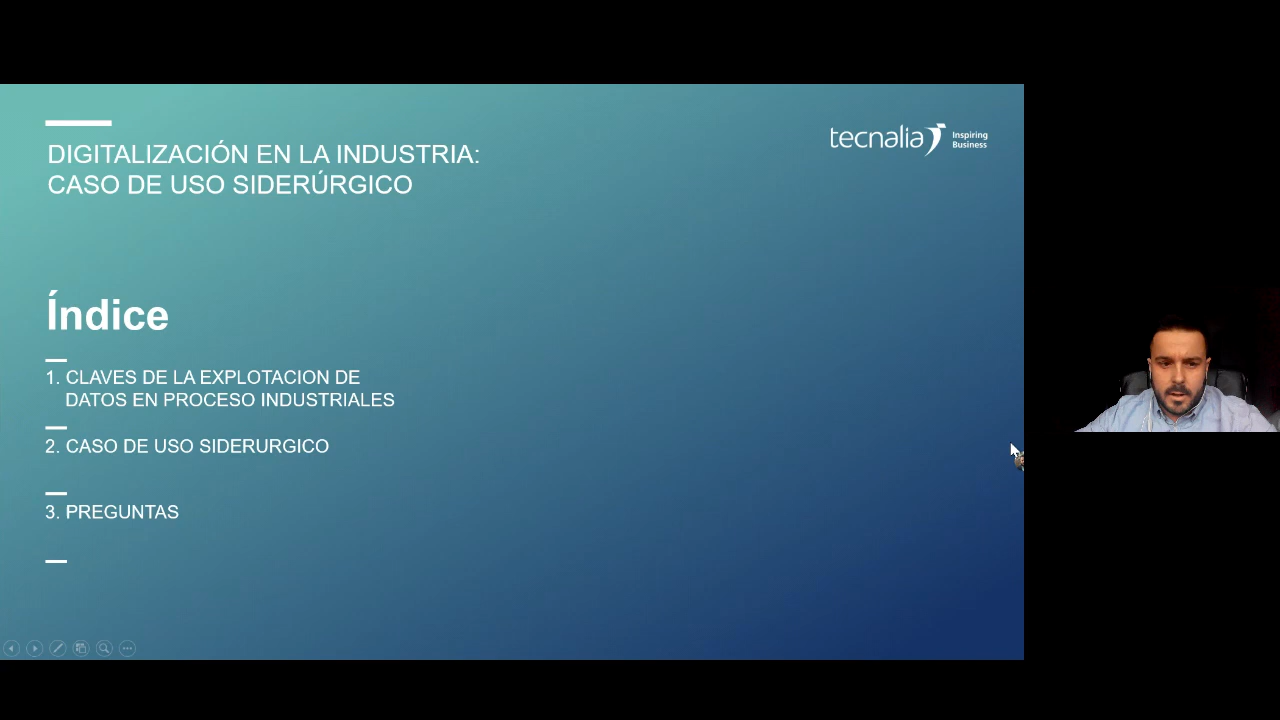 DIGITALIZACIÓN EN LA INDUSTRIA:
CASO DE USO SIDERÚRGICO
tecnalia Inspiring
Business
Índice
1. CLAVES DE LA EXPLOTACION DE
DATOS EN PROCESO INDUSTRIALES
2. CASO DE USO SIDERURGICO
3. PREGUNTAS